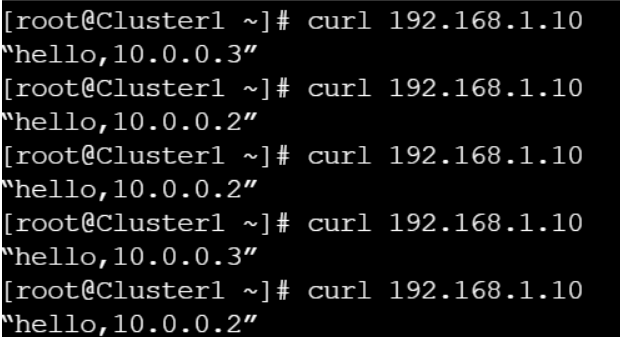 [root@Cluster1 ~]# curl 192.168.1.10
“hello,10.0.0.3”
[root@Cluster1 ~]# curl 192.168.1.10
“hello,10.0.0.2”
[root@Cluster1 ~]# curl 192.168.1.10
“hello,10.0.0.2”
[root@Cluster1 ~]# curl 192.168.1.10
“hello,10.0.0.3”
[root@Cluster1 ~]# curl 192.168.1.10
“hello,10.0.0.2”